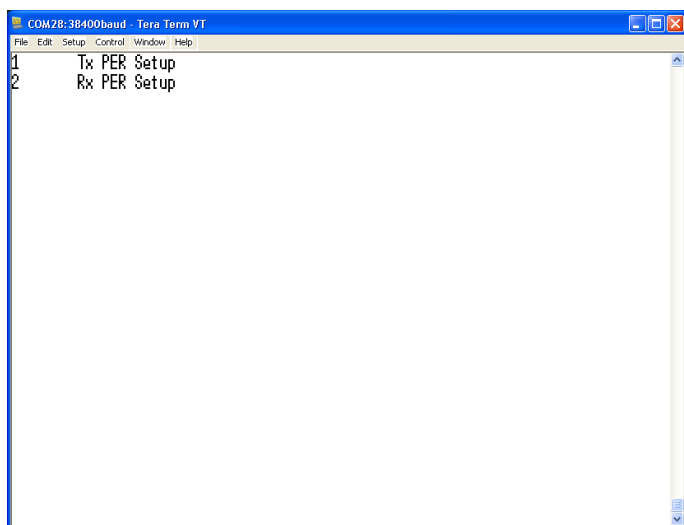 COM28:38400baud - Tera Term VT
File Edit Setup Control Window Help
1 Tx PER Setup
2 Rx PER Setup